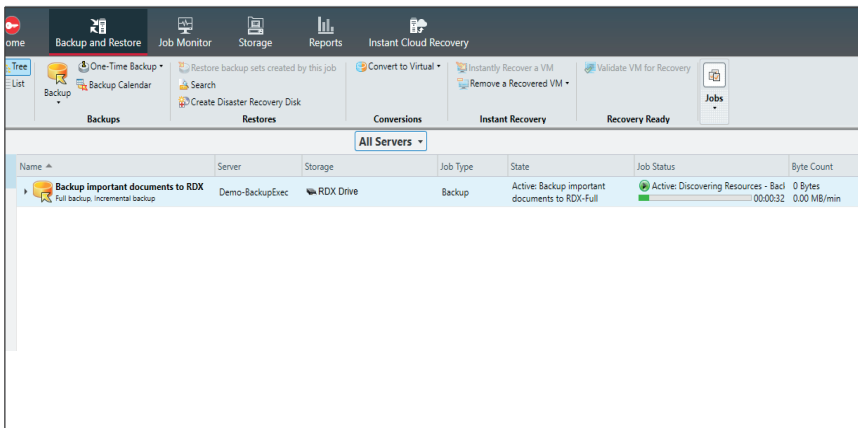 ome
Backup and Restore
Job Monitor
Storage
Reports
Instant Cloud Recovery
Tree
List
Backup
One-Time Backup
Backup Calendar
Backups
Restore backup sets created by this job
Search
Create Disaster Recovery Disk
Restores
Convert to Virtual
Conversions
Instantly Recover a VM
Remove a Recovered VM
Instant Recovery
Validate VM for Recovery
Recovery Ready
Jobs
All Servers
Name Server Storage Job Type State Job Status Byte Count
Backup important documents to RDX
Full backup, Incremental backup
Demo-BackupExec
RDX Drive
Backup
Active: Backup important
documents to RDX-Full
Active: Discovering Resources - Back
00:00:32
0 Bytes
0.00 MB/min